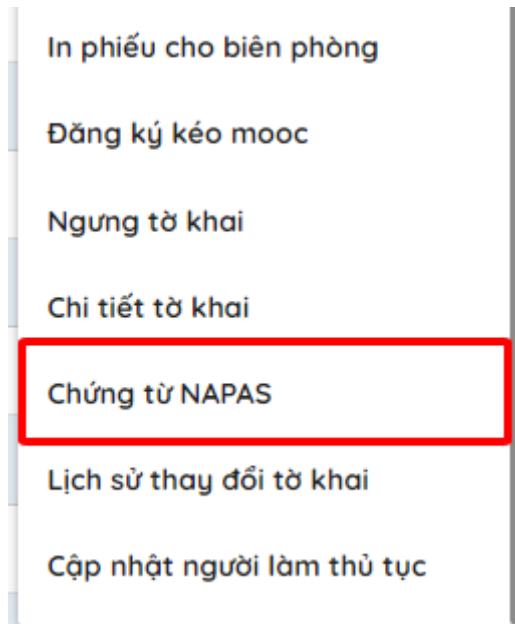 In phiếu cho biên phòng
Đăng ký kéo mooc
Ngưng tờ khai
Chi tiết tờ khai
Chứng từ NAPAS
Lịch sử thay đổi tờ khai
Cập nhật người làm thủ tục